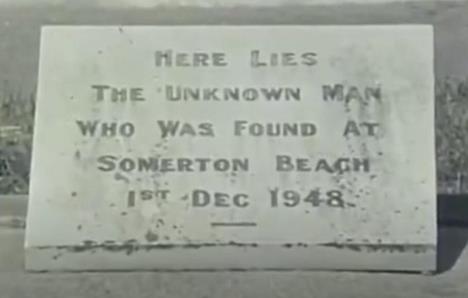 HERE LIES
THE UNKNOWN MAN
WHO WAS FOUND AT
SOMERTON BEACH
1ST DEC 1948